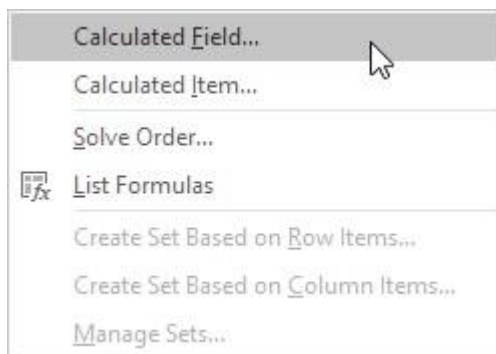 Calculated Field...
Calculated Item...
Solve Order...
fx List Formulas
Create Set Based on Row Items...
Create Set Based on Column Items...
Manage Sets...